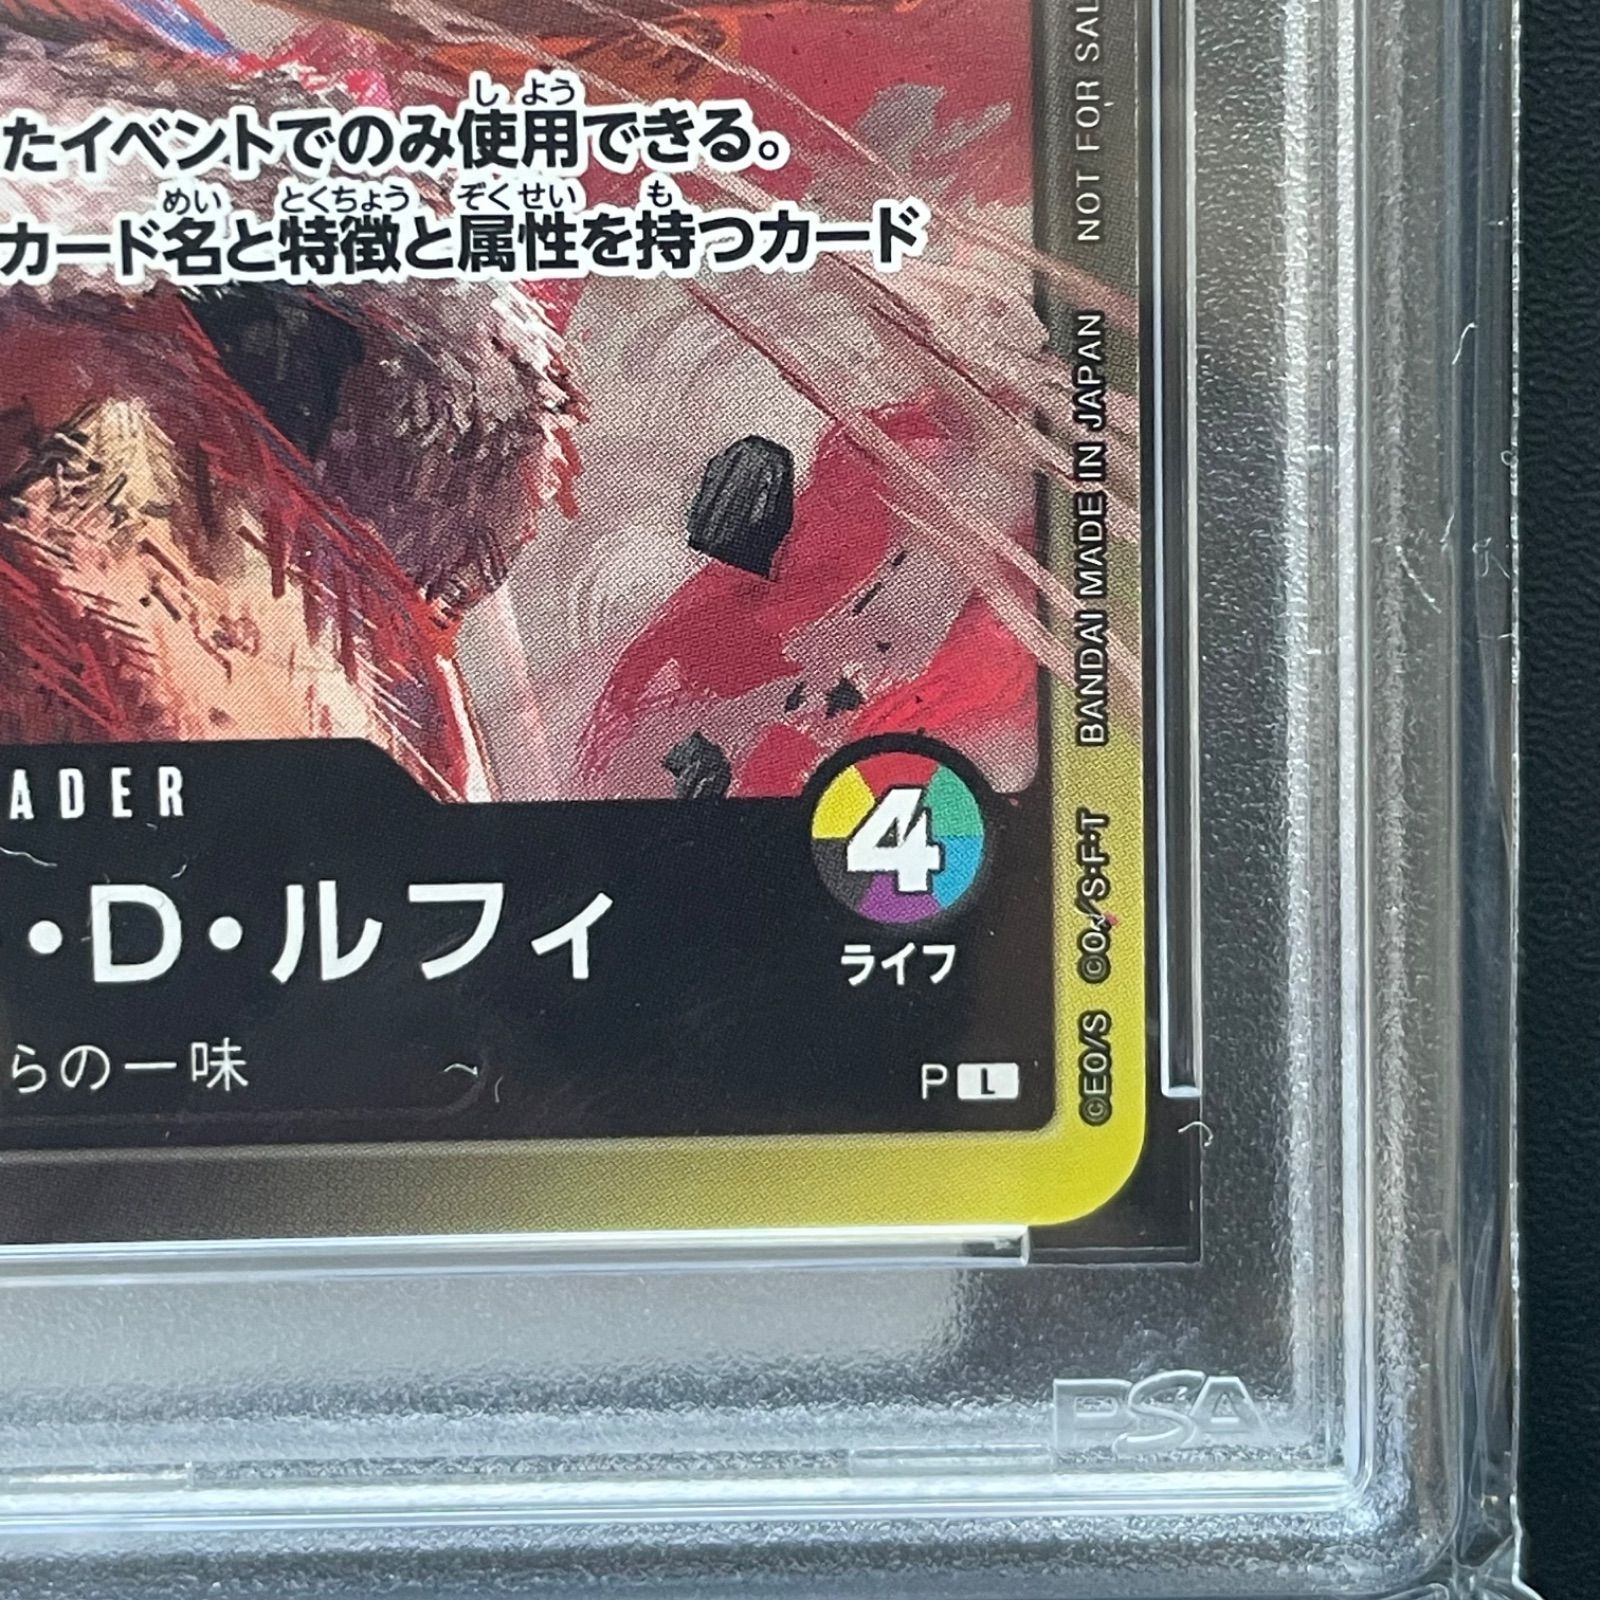 たイベントでのみ使用できる。
カード名と特徴と属性を持つカード
ADER
・D・ルフィ
4
ライフ
らの一味
P L
©EO/S ©O./S・F・T BANDAI MADE IN JAPAN NOT FOR SAL
PSA